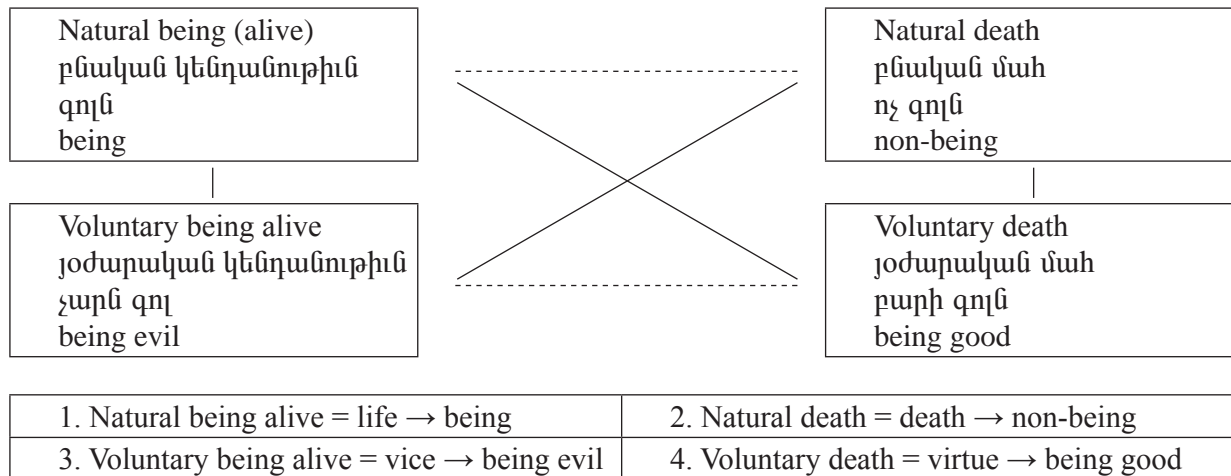 Natural being (alive)
բնական կենդանութիւն
գոլն
being
Natural death
բնական մահ
ոչ գոլն
non-being
Voluntary being alive
յօժարական կենդանութիւն
չարն գոլ
being evil
Voluntary death
յօժարական մահ
բարի գոլն
being good
1. Natural being alive = life → being
2. Natural death = death → non-being
3. Voluntary being alive = vice → being evil
4. Voluntary death = virtue → being good